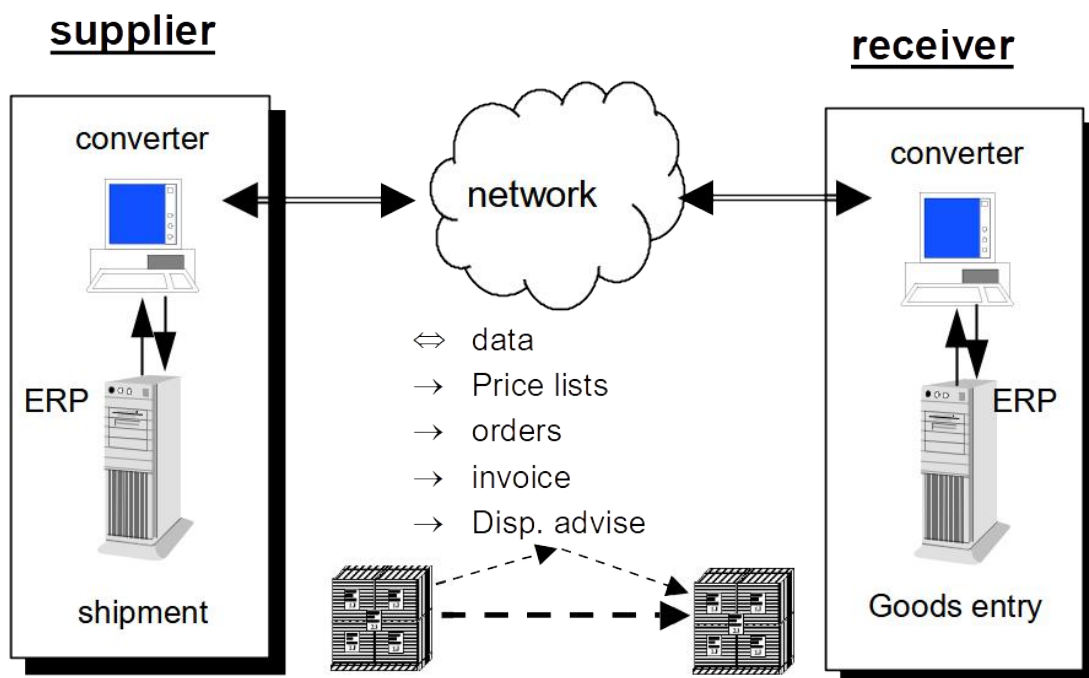 supplier
receiver
converter
converter
network
⇔ data
→ Price lists
→ orders
→ invoice
→ Disp. advise
ERP
ERP
shipment
Goods entry